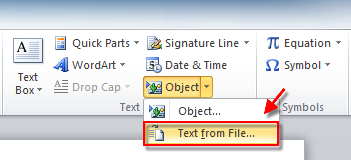 Text Box
Quick Parts
WordArt
Drop Cap
Signature Line
Date & Time
Object
Equation
Symbol
Text
Symbols
Object...
Text from File...